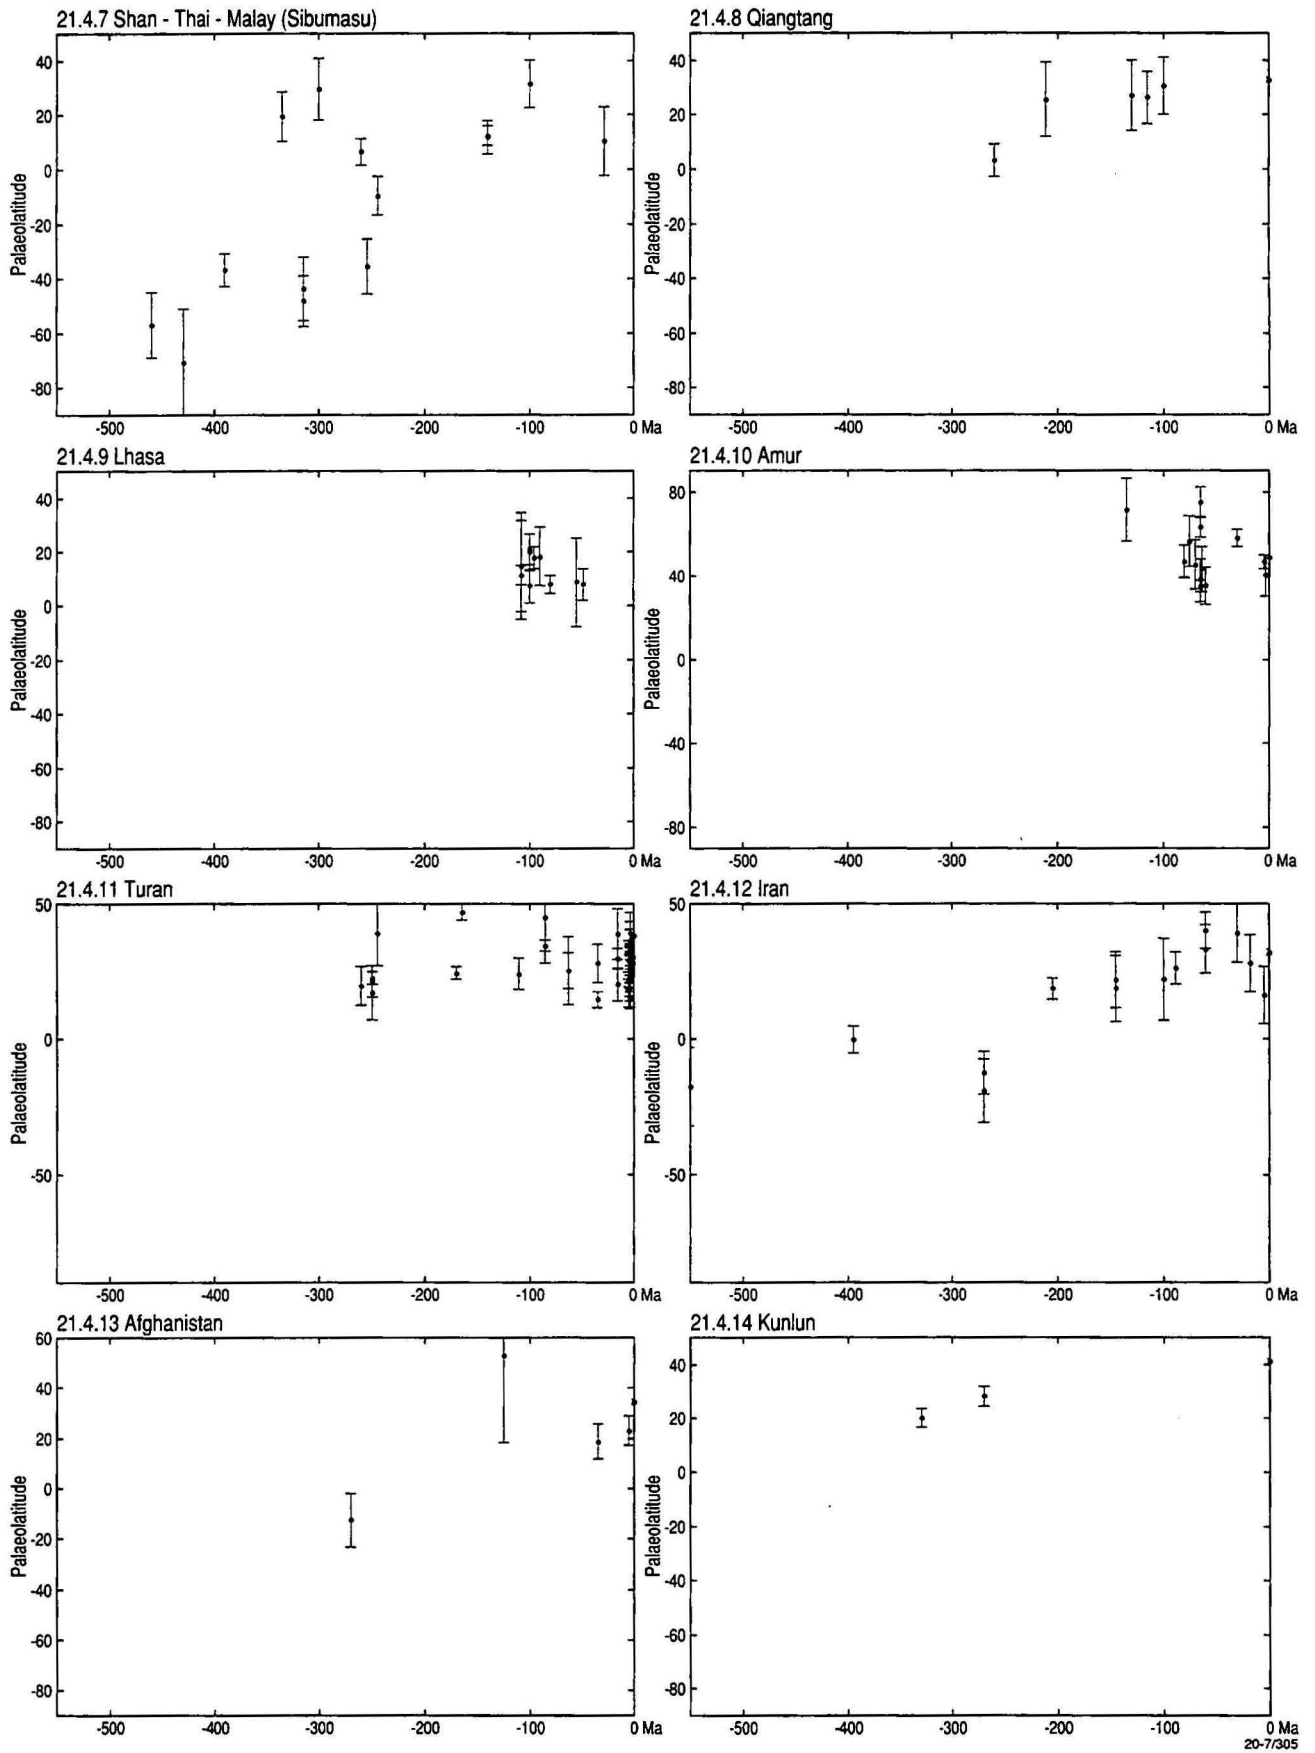 21.4.7 Shan - Thai - Malay (Sibumasu)
40
20
0
-20
-40
-60
-80
Palaeolatitude
-500 -400 -300 -200 -100 0 Ma
21.4.8 Qiangtang
40
20
0
-20
-40
-60
-80
Palaeolatitude
-500 -400 -300 -200 -100 0 Ma
21.4.9 Lhasa
40
20
0
-20
-40
-60
-80
Palaeolatitude
-500 -400 -300 -200 -100 0 Ma
21.4.10 Amur
80
40
0
-40
-80
Palaeolatitude
-500 -400 -300 -200 -100 0 Ma
21.4.11 Turan
50
0
-50
Palaeolatitude
-500 -400 -300 -200 -100 0 Ma
21.4.12 Iran
50
0
-50
Palaeolatitude
-500 -400 -300 -200 -100 0 Ma
21.4.13 Afghanistan
60
40
20
0
-20
-40
-60
-80
Palaeolatitude
-500 -400 -300 -200 -100 0 Ma
21.4.14 Kunlun
40
20
0
-20
-40
-60
-80
Palaeolatitude
-500 -400 -300 -200 -100 0 Ma
20-7/305